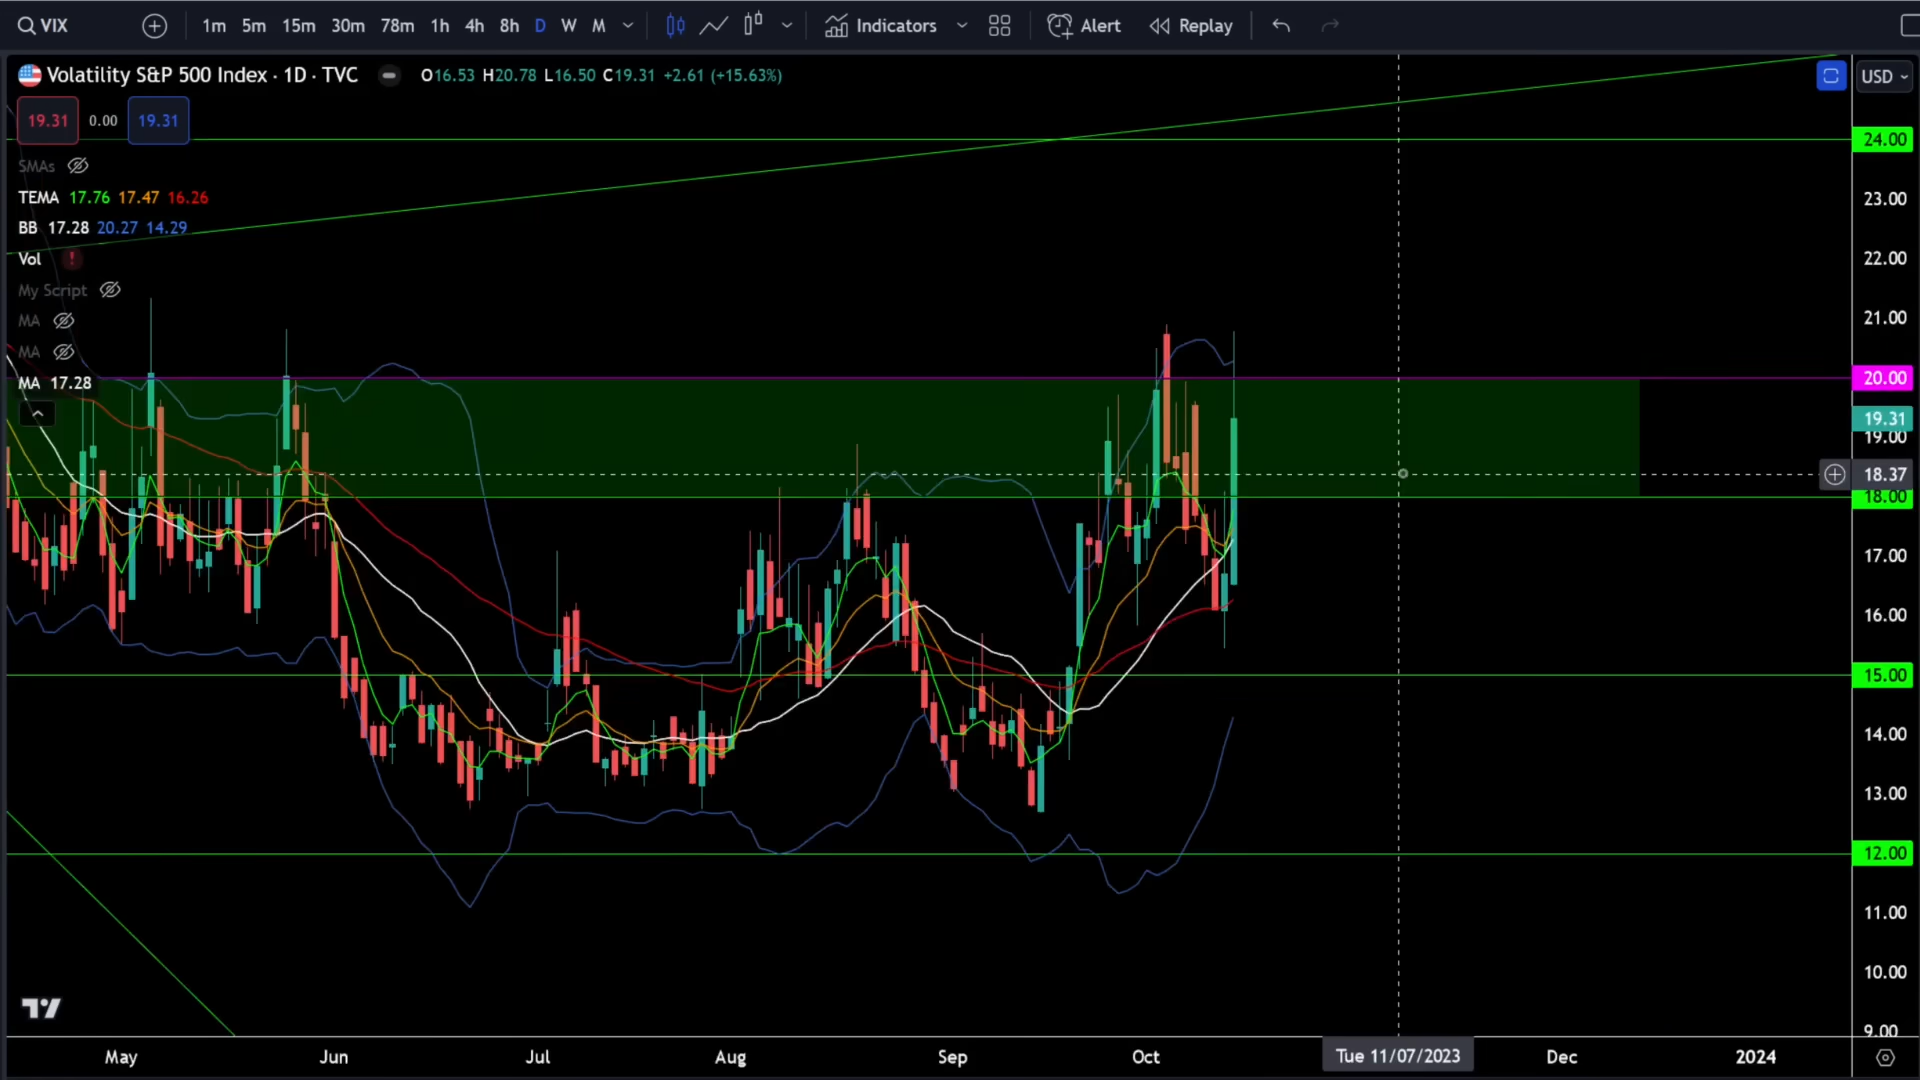 VIX 1m 5m 15m 30m 78m 1h 4h 8h D W M Indicators Alert Replay
Volatility S&P 500 Index · 1D · TVC O16.53 H20.78 L16.50 C19.31 +2.61 (+15.63%)
USD
19.31 0.00 19.31
SMAs
TEMA 17.76 17.47 16.26
BB 17.28 20.27 14.29
Vol !
My Script
MA
MA
MA 17.28
24.00
23.00
22.00
21.00
20.00
19.31
19.00
18.37
18.00
17.00
16.00
15.00
14.00
13.00
12.00
11.00
10.00
9.00
May Jun Jul Aug Sep Oct Tue 11/07/2023 Dec 2024